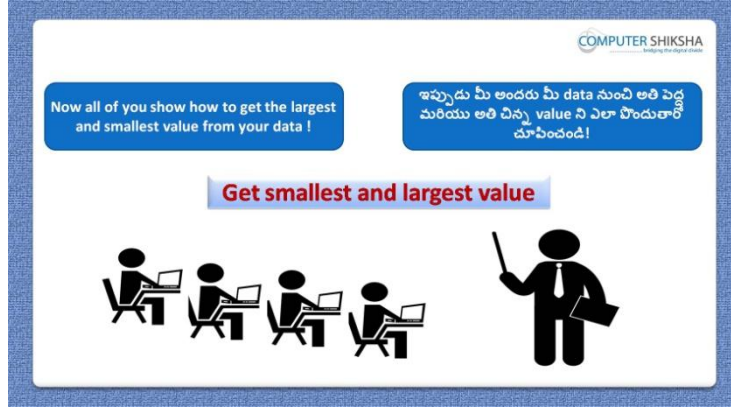 COMPUTER SHIKSHA
bridging the digital divide
Now all of you show how to get the largest
and smallest value from your data !
ఇప్పుడు మీ అందరు మీ data నుంచి అతి పెద్ద
మరియు అతి చిన్న value ని ఎలా పొందుతారో
చూపించండి!
Get smallest and largest value